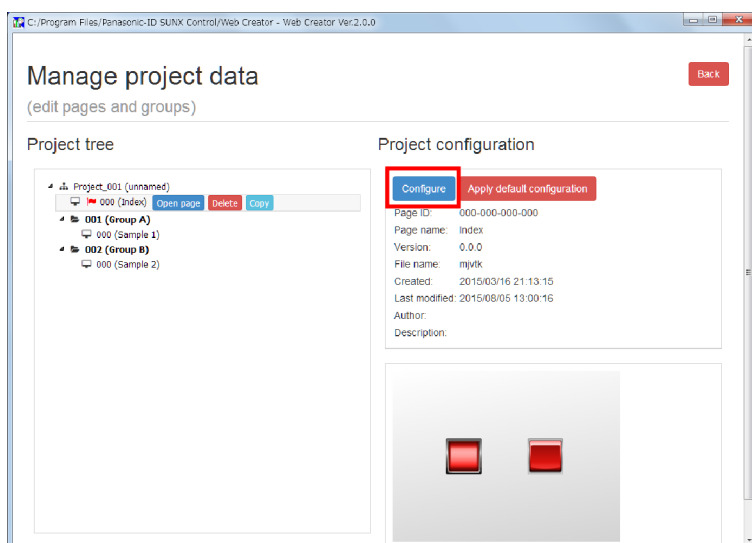 C:/Program Files/Panasonic-ID SUNX Control/Web Creator - Web Creator Ver.2.0.0
Manage project data
Back
(edit pages and groups)
Project tree
Project configuration
Project_001 (unnamed)
000 (Index) Open page Delete Copy
001 (Group A)
000 (Sample 1)
002 (Group B)
000 (Sample 2)
Configure Apply default configuration
Page ID: 000-000-000-000
Page name: Index
Version: 0.0.0
File name: mjvtk
Created: 2015/03/16 21:13:15
Last modified: 2015/08/05 13:00:16
Author:
Description: